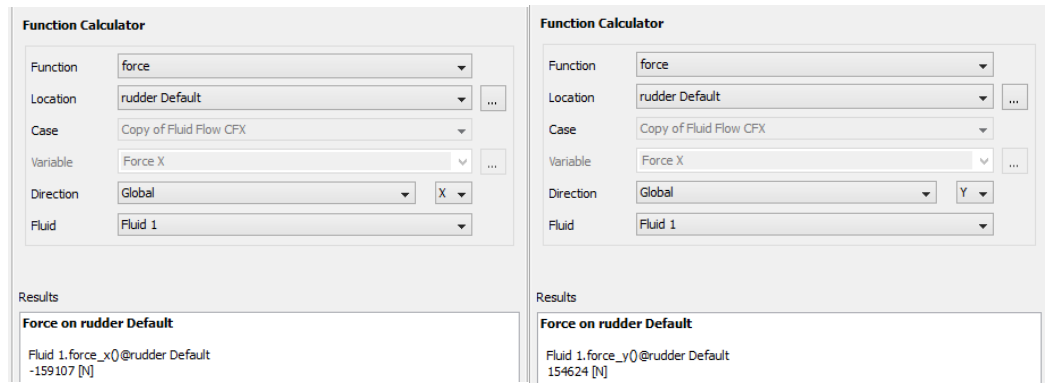 Function Calculator
Function force
Location rudder Default ...
Case Copy of Fluid Flow CFX
Variable Force X ...
Direction Global X
Fluid Fluid 1
Results
Force on rudder Default
Fluid 1.force_x()@rudder Default
-159107 [N]
Function Calculator
Function force
Location rudder Default ...
Case Copy of Fluid Flow CFX
Variable Force X ...
Direction Global Y
Fluid Fluid 1
Results
Force on rudder Default
Fluid 1.force_y()@rudder Default
154624 [N]